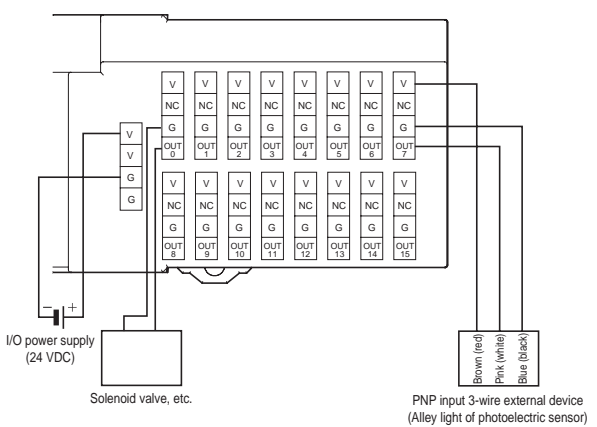 V V V V V V V V
NC NC NC NC NC NC NC NC
G G G G G G G G
OUT 0 OUT 1 OUT 2 OUT 3 OUT 4 OUT 5 OUT 6 OUT 7
V
V
G
G
V V V V V V V V
NC NC NC NC NC NC NC NC
G G G G G G G G
OUT 8 OUT 9 OUT 10 OUT 11 OUT 12 OUT 13 OUT 14 OUT 15
− +
I/O power supply
(24 VDC)
Solenoid valve, etc.
Brown (red)
Pink (white)
Blue (black)
PNP input 3-wire external device
(Alley light of photoelectric sensor)